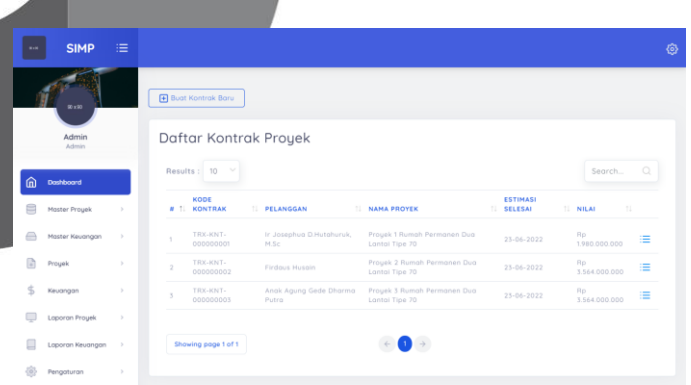 SIMP
30 x 30
Admin
Admin
Dashboard
Master Proyek
Master Keuangan
Proyek
Keuangan
Laporan Proyek
Laporan Keuangan
Pengaturan
Buat Kontrak Baru
Daftar Kontrak Proyek
Results : 10
Search...
# KODE KONTRAK PELANGGAN NAMA PROYEK ESTIMASI SELESAI NILAI
1 TRX-KNT-000000001 Ir Josephus D.Hutahuruk, M.Sc Proyek 1 Rumah Permanen Dua Lantai Tipe 70 23-06-2022 Rp 1.980.000.000
2 TRX-KNT-000000002 Firdaus Husein Proyek 2 Rumah Permanen Dua Lantai Tipe 70 23-06-2022 Rp 3.564.000.000
3 TRX-KNT-000000003 Anak Agung Gede Dharma Putra Proyek 3 Rumah Permanen Dua Lantai Tipe 70 23-06-2022 Rp 3.564.000.000
Showing page 1 of 1
1